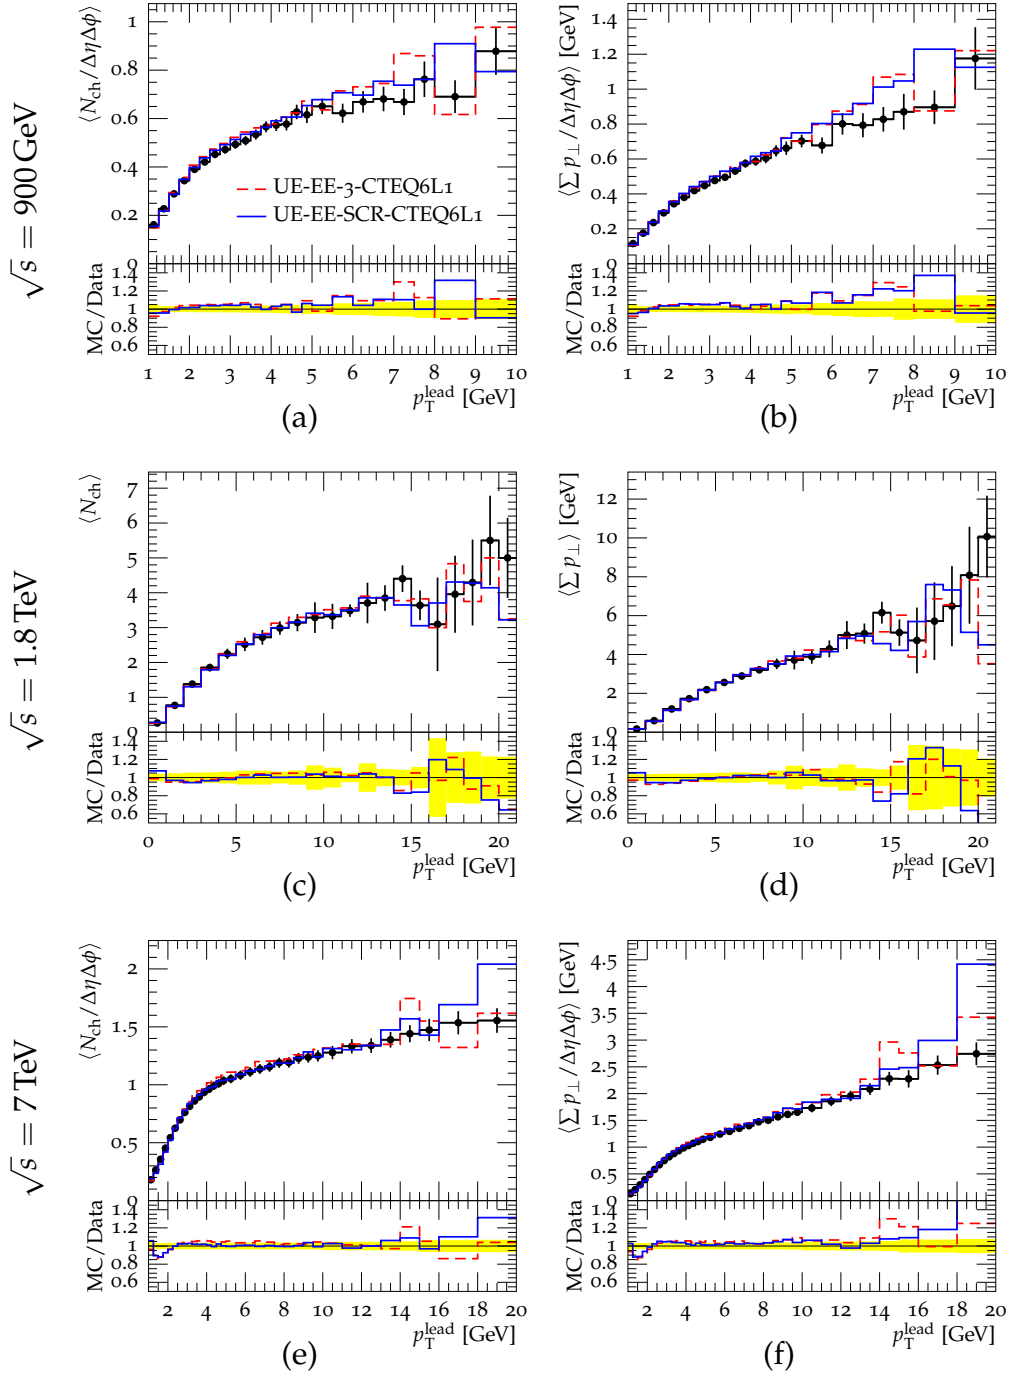 √s = 900 GeV
⟨N_ch/ΔηΔϕ⟩
1
0.8
0.6
0.4
0.2
UE-EE-3-CTEQ6L1
UE-EE-SCR-CTEQ6L1
MC/Data
1.4
1.2
1
0.8
0.6
1 2 3 4 5 6 7 8 9 10
p_T^lead [GeV]
(a)
⟨∑ p_⊥/ΔηΔϕ⟩ [GeV]
1.4
1.2
1
0.8
0.6
0.4
0.2
0
MC/Data
1.4
1.2
1
0.8
0.6
1 2 3 4 5 6 7 8 9 10
p_T^lead [GeV]
(b)
√s = 1.8 TeV
⟨N_ch⟩
7
6
5
4
3
2
1
0
MC/Data
1.4
1.2
1
0.8
0.6
0 5 10 15 20
p_T^lead [GeV]
(c)
⟨∑ p_⊥⟩ [GeV]
12
10
8
6
4
2
0
MC/Data
1.4
1.2
1
0.8
0.6
0 5 10 15 20
p_T^lead [GeV]
(d)
√s = 7 TeV
⟨N_ch/ΔηΔϕ⟩
2
1.5
1
0.5
MC/Data
1.4
1.2
1
0.8
0.6
2 4 6 8 10 12 14 16 18 20
p_T^lead [GeV]
(e)
⟨∑ p_⊥/ΔηΔϕ⟩ [GeV]
4.5
4
3.5
3
2.5
2
1.5
1
0.5
0
MC/Data
1.4
1.2
1
0.8
0.6
2 4 6 8 10 12 14 16 18 20
p_T^lead [GeV]
(f)